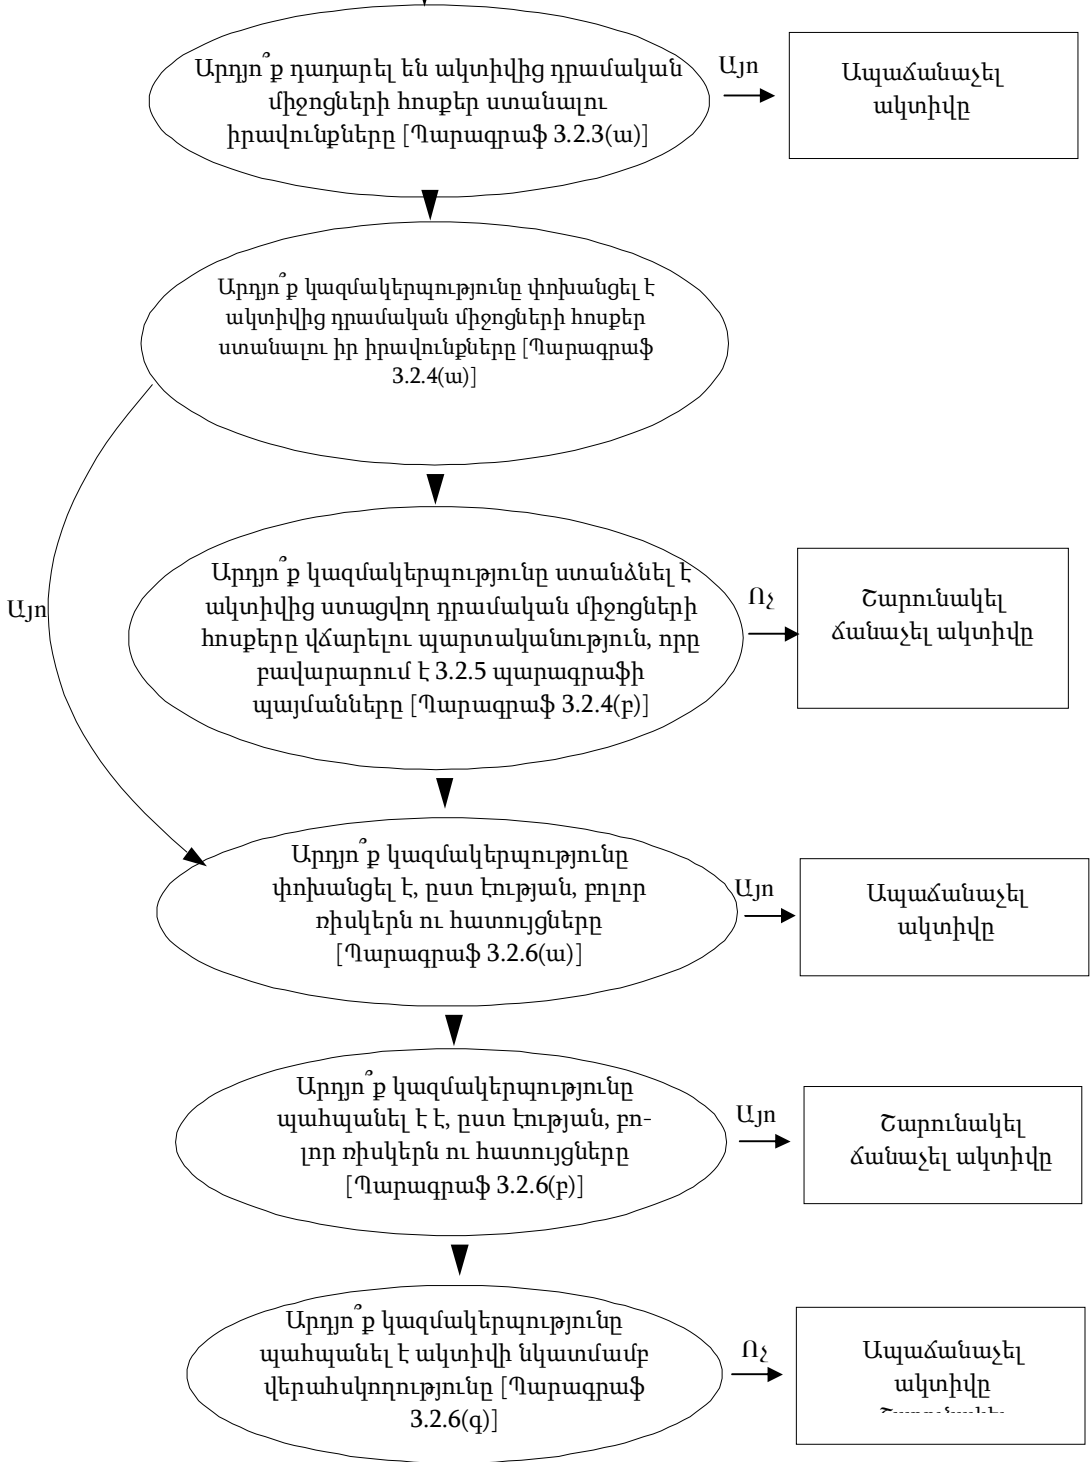 Արդյո՞ք դադարել են ակտիվից դրամական
միջոցների հոսքեր ստանալու
իրավունքները [Պարագրաֆ 3.2.3(ա)]
Այո
Ապաճանաչել
ակտիվը
Արդյո՞ք կազմակերպությունը փոխանցել է
ակտիվից դրամական միջոցների հոսքեր
ստանալու իր իրավունքները [Պարագրաֆ
3.2.4(ա)]
Այո
Արդյո՞ք կազմակերպությունը ստանձնել է
ակտիվից ստացվող դրամական միջոցների
հոսքերը վճարելու պարտականություն, որը
բավարարում է 3.2.5 պարագրաֆի
պայմանները [Պարագրաֆ 3.2.4(բ)]
Ոչ
Շարունակել
ճանաչել ակտիվը
Արդյո՞ք կազմակերպությունը
փոխանցել է, ըստ էության, բոլոր
ռիսկերն ու հատույցները
[Պարագրաֆ 3.2.6(ա)]
Այո
Ապաճանաչել
ակտիվը
Արդյո՞ք կազմակերպությունը
պահպանել է է, ըստ էության, բո-
լոր ռիսկերն ու հատույցները
[Պարագրաֆ 3.2.6(բ)]
Այո
Շարունակել
ճանաչել ակտիվը
Արդյո՞ք կազմակերպությունը
պահպանել է ակտիվի նկատմամբ
վերահսկողությունը [Պարագրաֆ
3.2.6(գ)]
Ոչ
Ապաճանաչել
ակտիվը